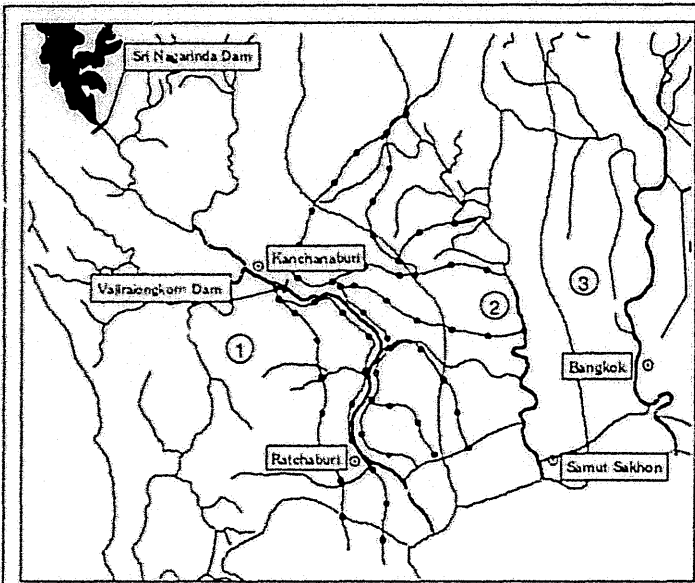 Sri Nagarinda Dam
Kanchanaburi
Vajiralongkorn Dam
2
3
1
Bangkok
Ratchaburi
Samut Sakhon